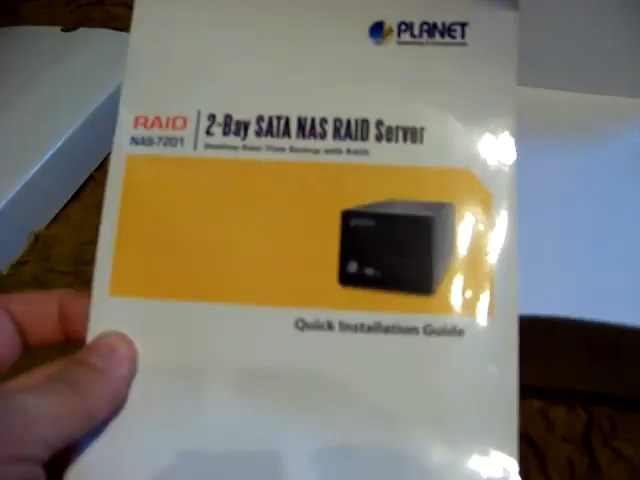 PLANET
RAID
NAS-7201
2-Bay SATA NAS RAID Server
Quick Installation Guide